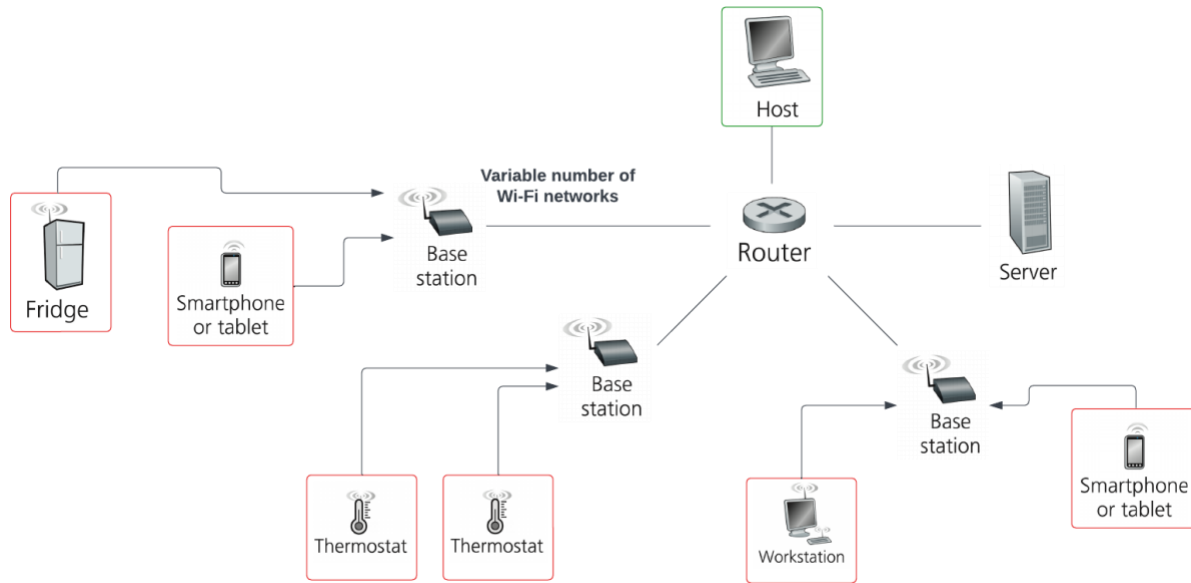 Host
Variable number of
Wi-Fi networks
Base
station
Router
Server
Fridge
Smartphone
or tablet
Base
station
Base
station
Thermostat
Thermostat
Workstation
Smartphone
or tablet